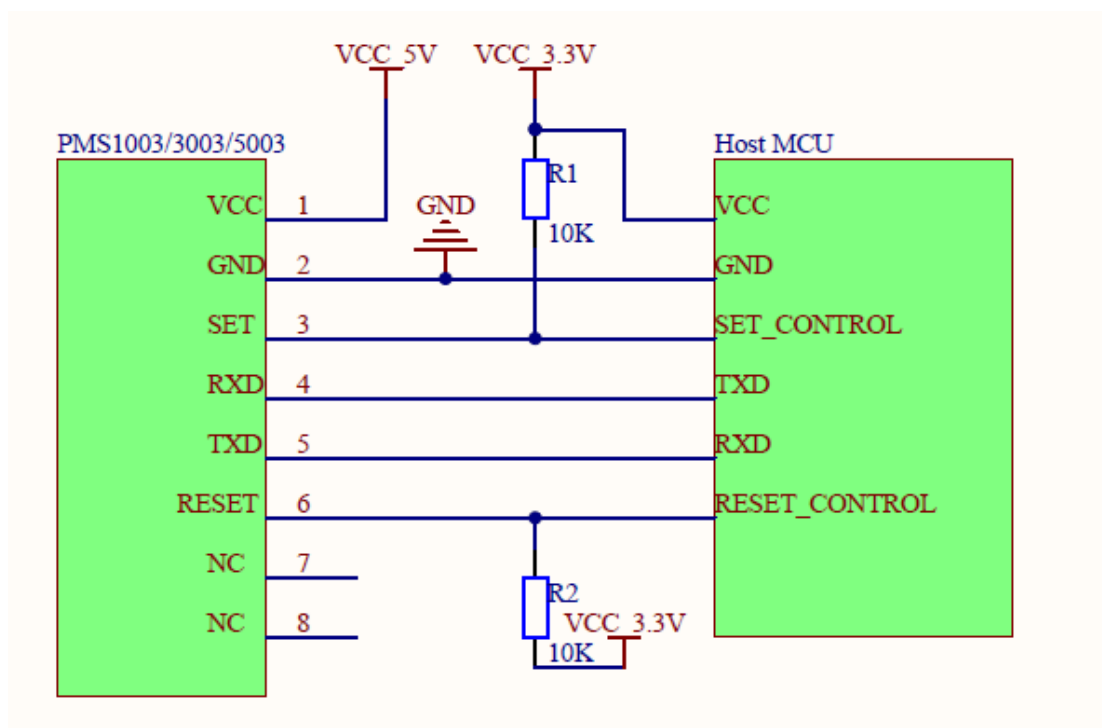 VCC_5V
VCC_3.3V
PMS1003/3003/5003
Host MCU
R1
VCC 1
GND
VCC
10K
GND 2
GND
SET 3
SET_CONTROL
RXD 4
TXD
TXD 5
RXD
RESET 6
RESET_CONTROL
NC 7
R2
NC 8
VCC_3.3V
10K